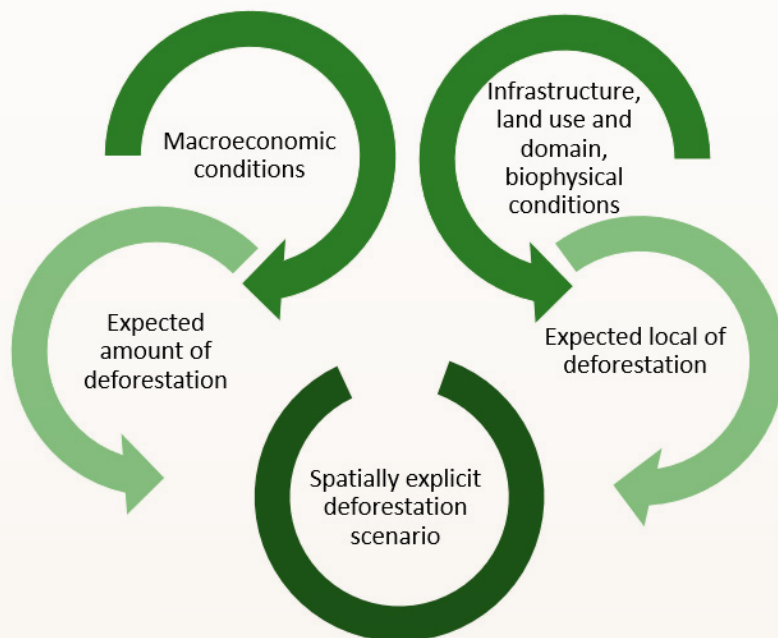 Macroeconomic
conditions
Infrastructure,
land use and
domain,
biophysical
conditions
Expected
amount of
deforestation
Expected local of
deforestation
Spatially explicit
deforestation
scenario